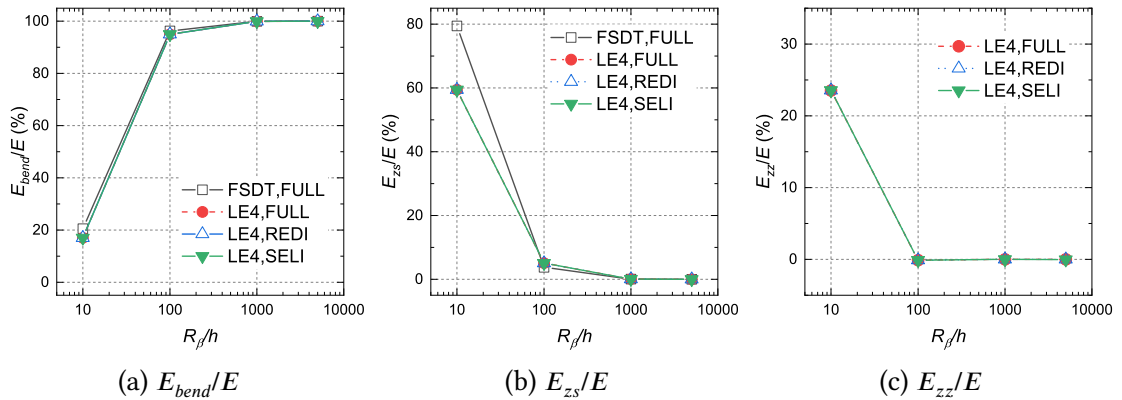 100
80
60
40
20
0
E_bend/E (%)
FSDT,FULL
LE4,FULL
LE4,REDI
LE4,SELI
10 100 1000 10000
R_β/h
(a) E_bend/E
80
60
40
20
0
E_zs/E (%)
FSDT,FULL
LE4,FULL
LE4,REDI
LE4,SELI
10 100 1000 10000
R_β/h
(b) E_zs/E
30
20
10
0
E_zz/E (%)
LE4,FULL
LE4,REDI
LE4,SELI
10 100 1000 10000
R_β/h
(c) E_zz/E